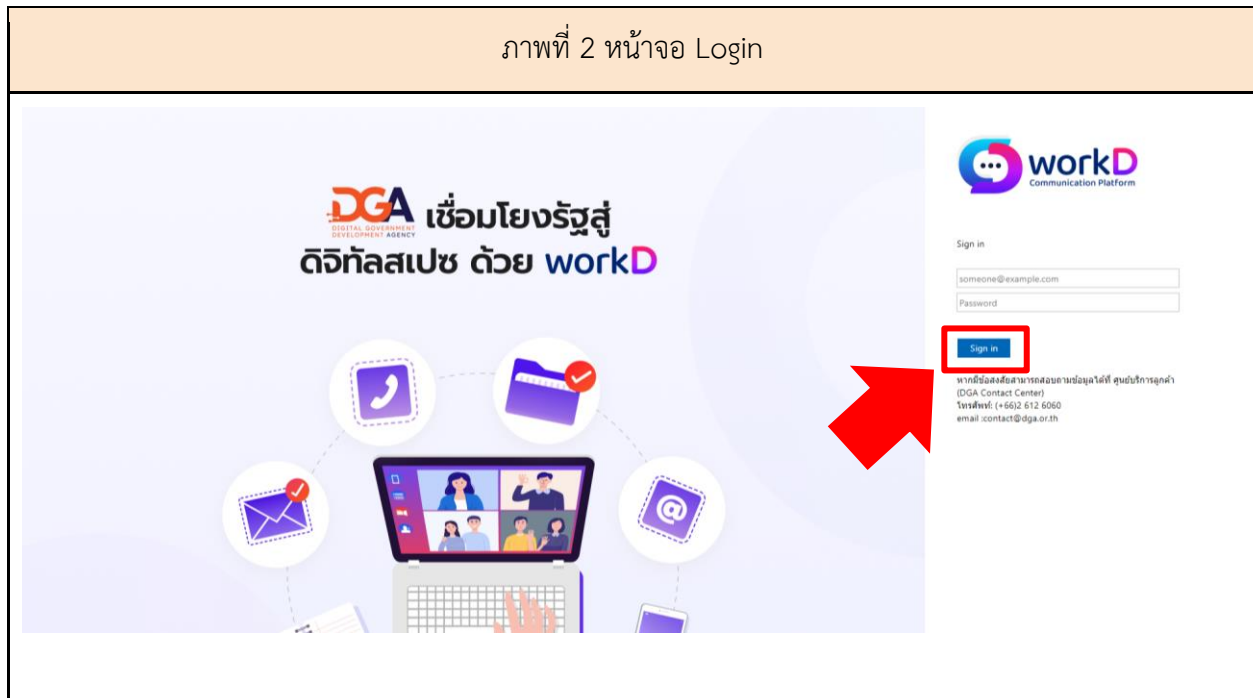 ภาพที่ 2 หน้าจอ Login
DGA เชื่อมโยงรัฐสู่
DIGITAL GOVERNMENT
DEVELOPMENT AGENCY
ดิจิทัลสเปซ ด้วย workD
workD
Communication Platform
Sign in
someone@example.com
Password
Sign in
หากมีข้อสงสัยสามารถสอบถามข้อมูลได้ที่ ศูนย์บริการลูกค้า
(DGA Contact Center)
โทรศัพท์: (+66)2 612 6060
email :contact@dga.or.th